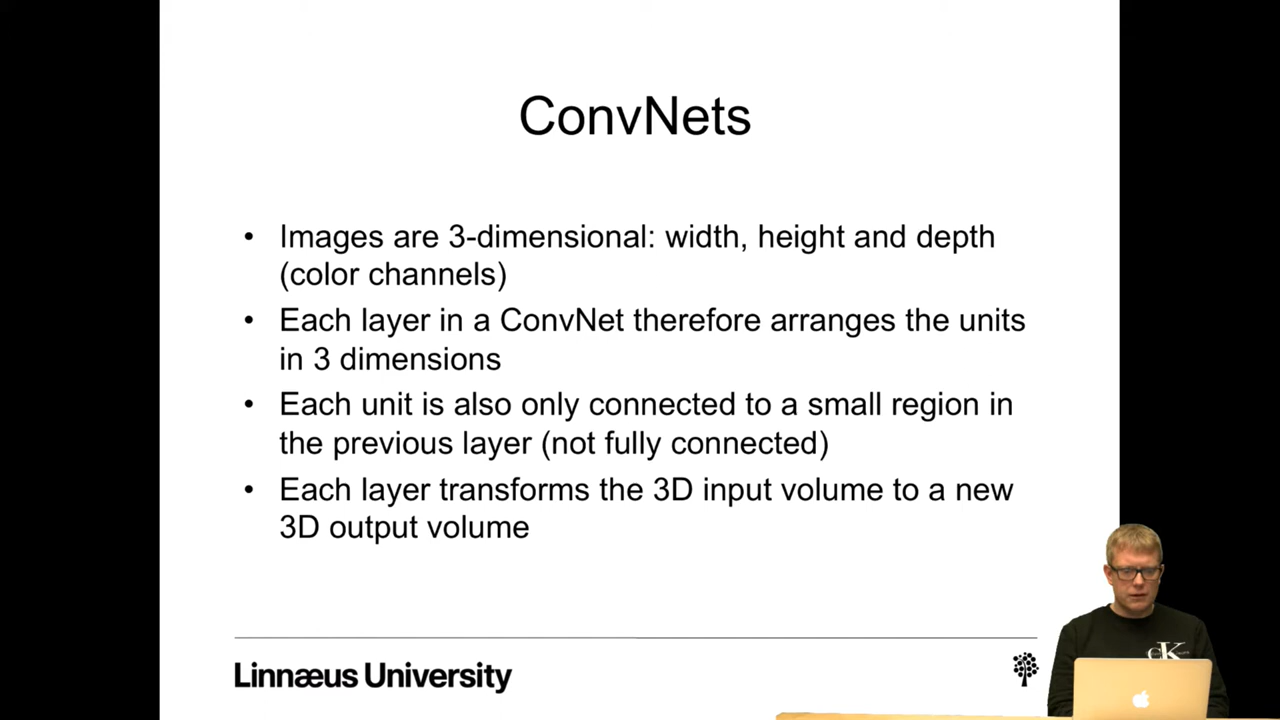 ConvNets
• Images are 3-dimensional: width, height and depth
(color channels)
• Each layer in a ConvNet therefore arranges the units
in 3 dimensions
• Each unit is also only connected to a small region in
the previous layer (not fully connected)
• Each layer transforms the 3D input volume to a new
3D output volume
Linnæus University
CK